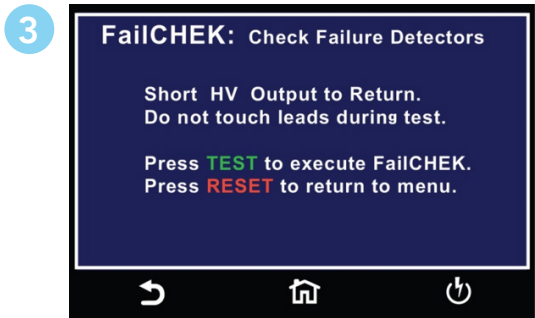 3
FailCHEK: Check Failure Detectors
Short HV Output to Return.
Do not touch leads during test.
Press TEST to execute FailCHEK.
Press RESET to return to menu.